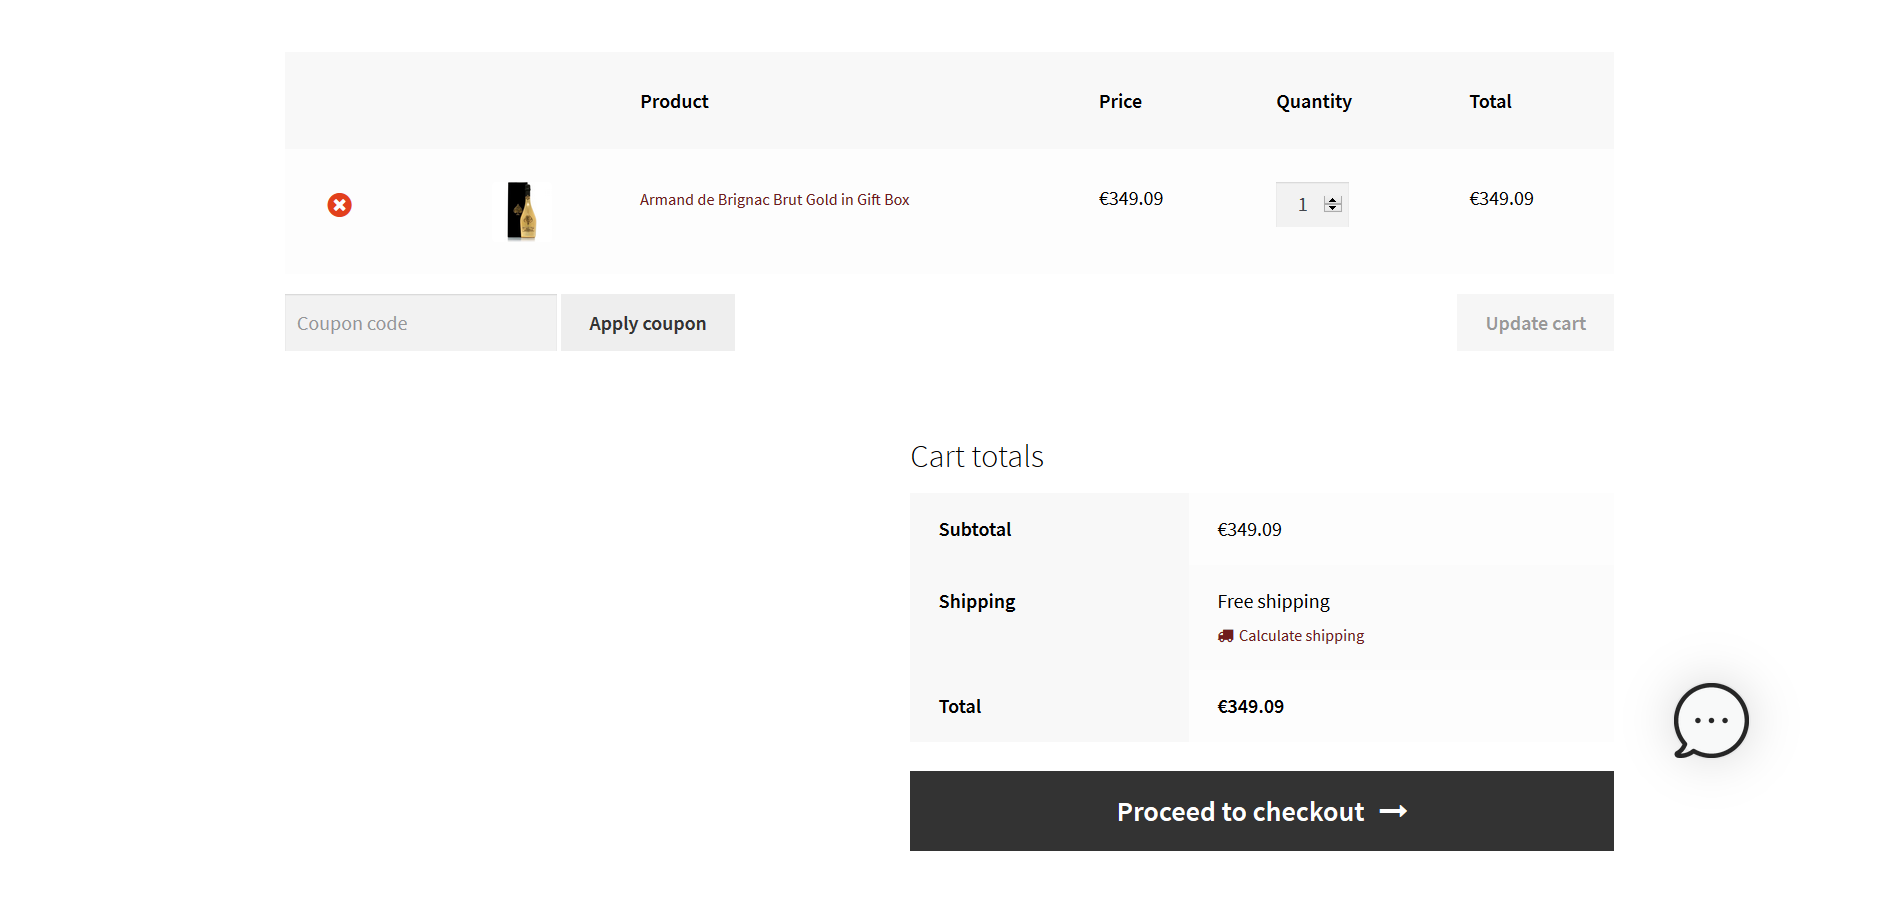 Product Price Quantity Total
Armand de Brignac Brut Gold in Gift Box €349.09 1 €349.09
Coupon code Apply coupon Update cart
Cart totals
Subtotal €349.09
Shipping Free shipping
Calculate shipping
Total €349.09
Proceed to checkout